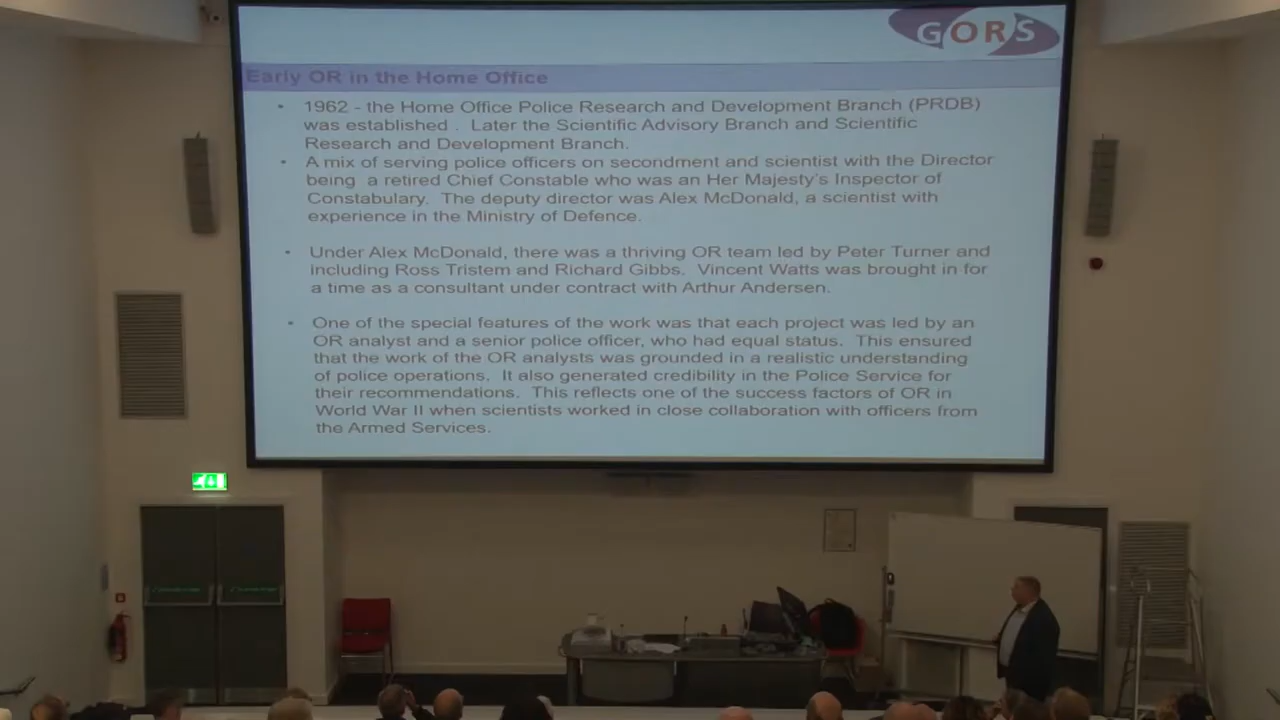 GORS
Early OR in the Home Office
• 1962 - the Home Office Police Research and Development Branch (PRDB)
was established . Later the Scientific Advisory Branch and Scientific
Research and Development Branch.
• A mix of serving police officers on secondment and scientist with the Director
being a retired Chief Constable who was an Her Majesty's Inspector of
Constabulary. The deputy director was Alex McDonald, a scientist with
experience in the Ministry of Defence.
• Under Alex McDonald, there was a thriving OR team led by Peter Turner and
including Ross Tristem and Richard Gibbs. Vincent Watts was brought in for
a time as a consultant under contract with Arthur Andersen.
• One of the special features of the work was that each project was led by an
OR analyst and a senior police officer, who had equal status. This ensured
that the work of the OR analysts was grounded in a realistic understanding
of police operations. It also generated credibility in the Police Service for
their recommendations. This reflects one of the success factors of OR in
World War II when scientists worked in close collaboration with officers from
the Armed Services.